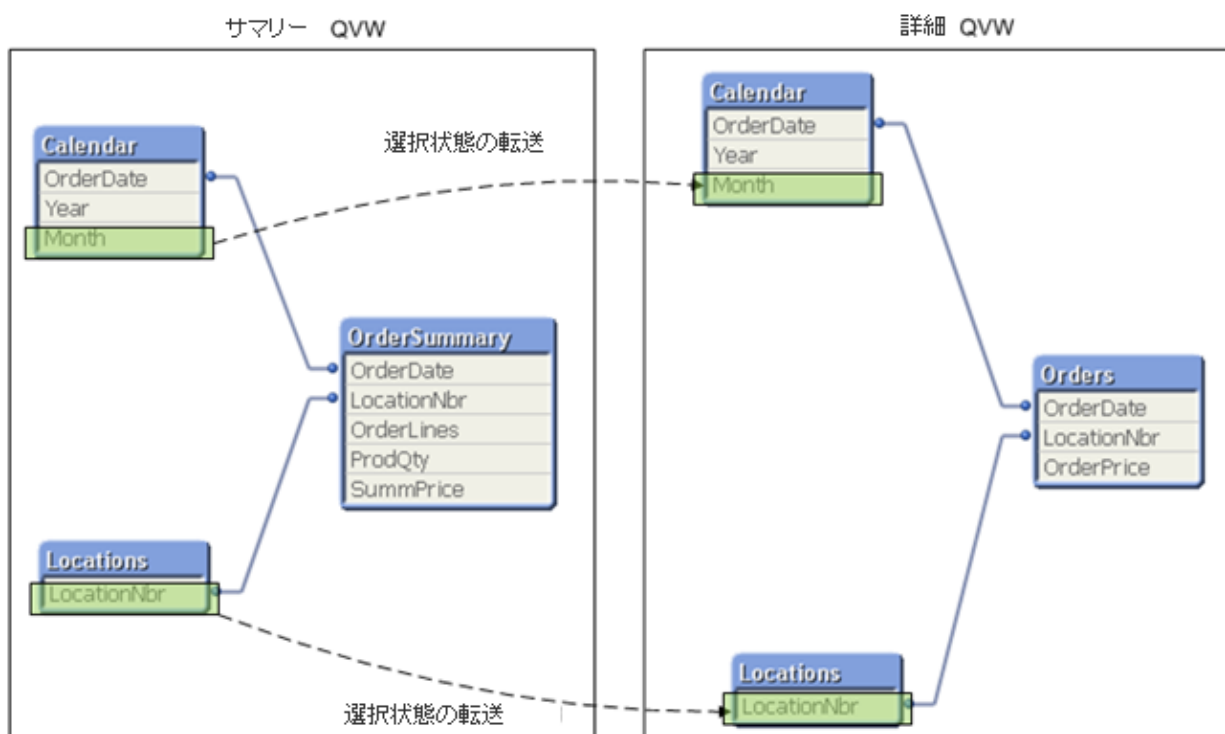 サマリー QVW
Calendar
OrderDate
Year
Month
選択状態の転送
OrderSummary
OrderDate
LocationNbr
OrderLines
ProdQty
SummPrice
Locations
LocationNbr
選択状態の転送
詳細 QVW
Calendar
OrderDate
Year
Month
Orders
OrderDate
LocationNbr
OrderPrice
Locations
LocationNbr